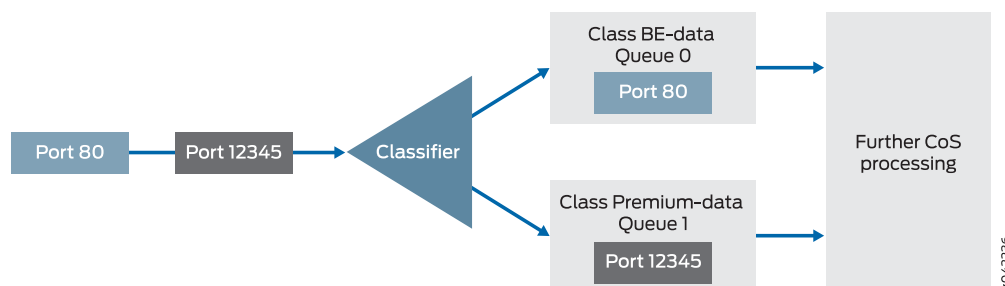 Class BE-data
Queue 0
Port 80
Port 80
Port 12345
Classifier
Further CoS
processing
Class Premium-data
Queue 1
Port 12345